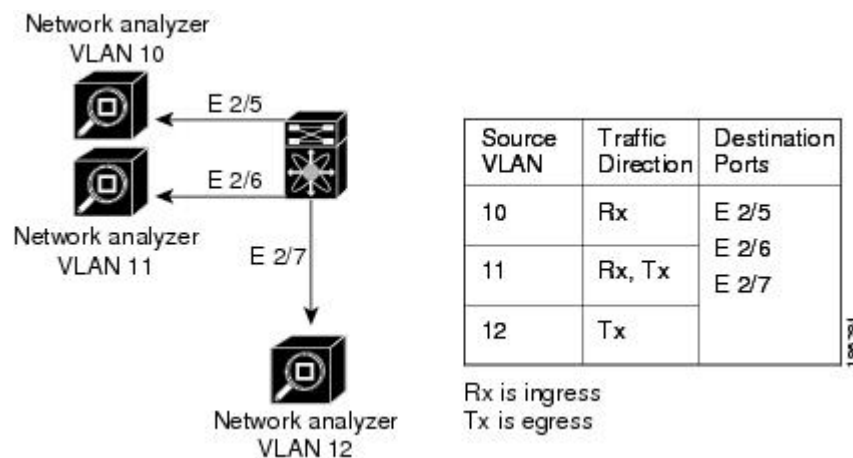 Network analyzer
VLAN 10
E 2/5
E 2/6
Network analyzer
VLAN 11
E 2/7
Network analyzer
VLAN 12
Source VLAN Traffic Direction Destination Ports
10 Rx E 2/5
E 2/6
11 Rx, Tx E 2/7
12 Tx
Rx is ingress
Tx is egress